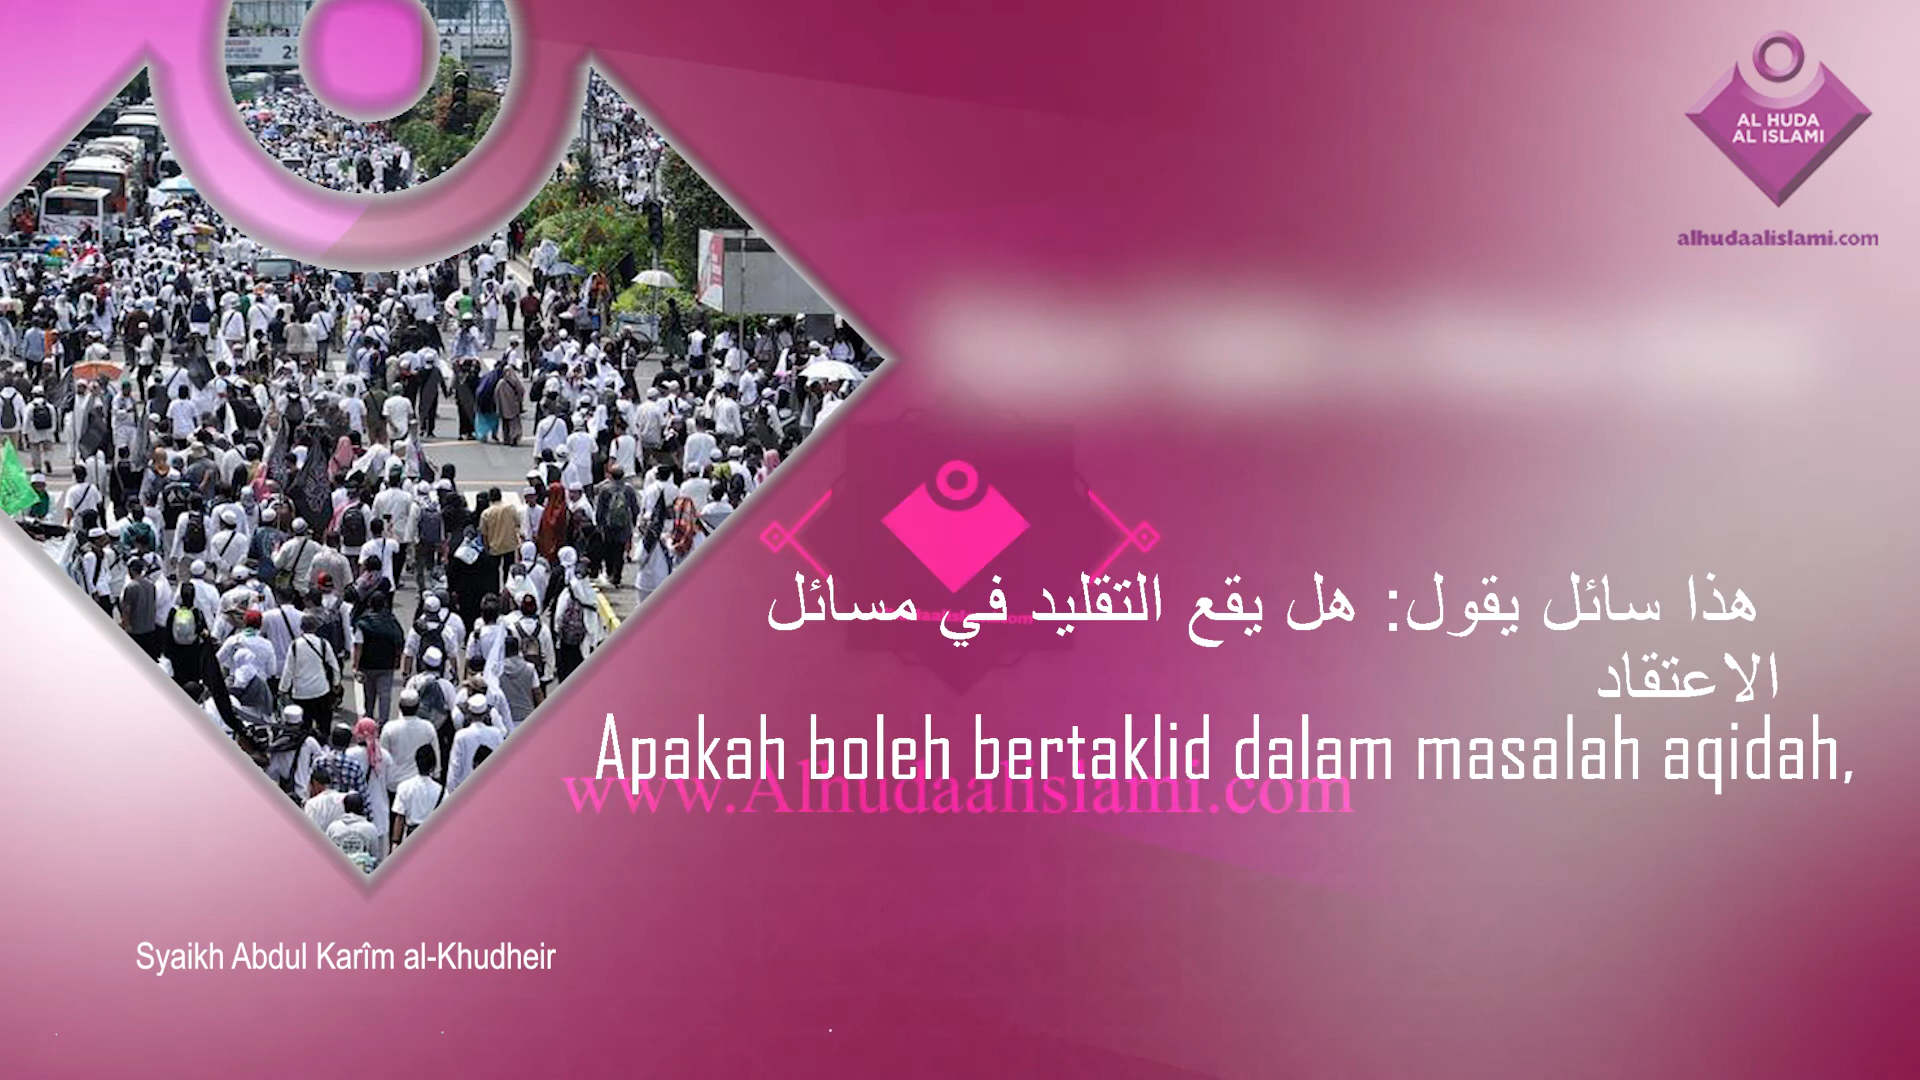 AL HUDA
AL ISLAMI
alhudaalislami.com
هذا سائل يقول: هل يقع التقليد في مسائل
الاعتقاد
Apakah boleh bertaklid dalam masalah aqidah,
www.Alhudaalislami.com
Syaikh Abdul Karîm al-Khudheir